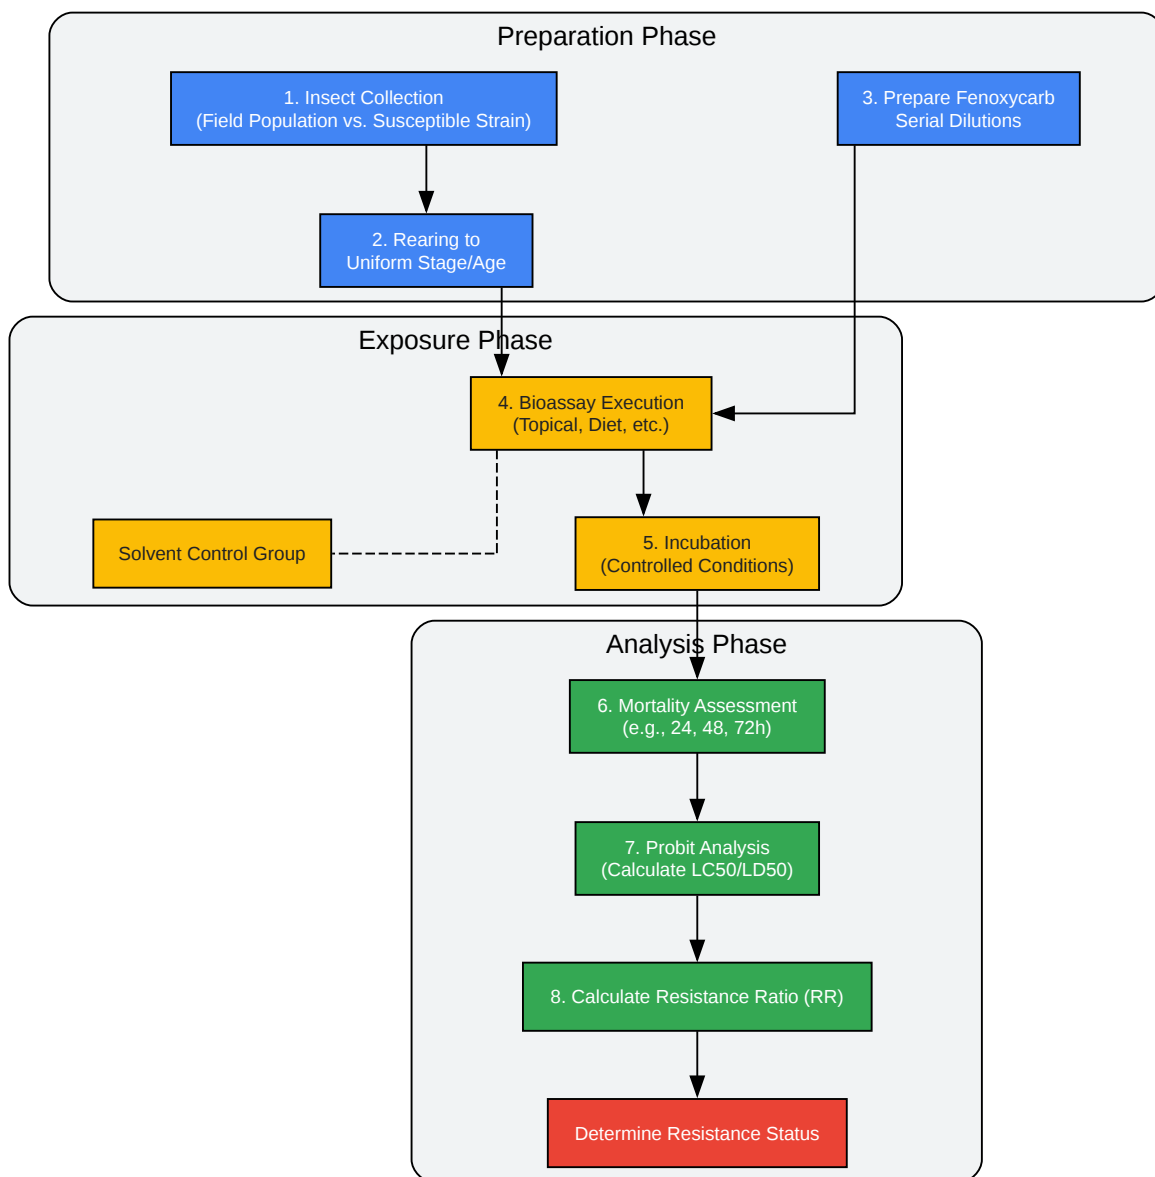 Preparation Phase
1. Insect Collection
(Field Population vs. Susceptible Strain)
3. Prepare Fenoxycarb
Serial Dilutions
2. Rearing to
Uniform Stage/Age
Exposure Phase
4. Bioassay Execution
(Topical, Diet, etc.)
Solvent Control Group
5. Incubation
(Controlled Conditions)
Analysis Phase
6. Mortality Assessment
(e.g., 24, 48, 72h)
7. Probit Analysis
(Calculate LC50/LD50)
8. Calculate Resistance Ratio (RR)
Determine Resistance Status